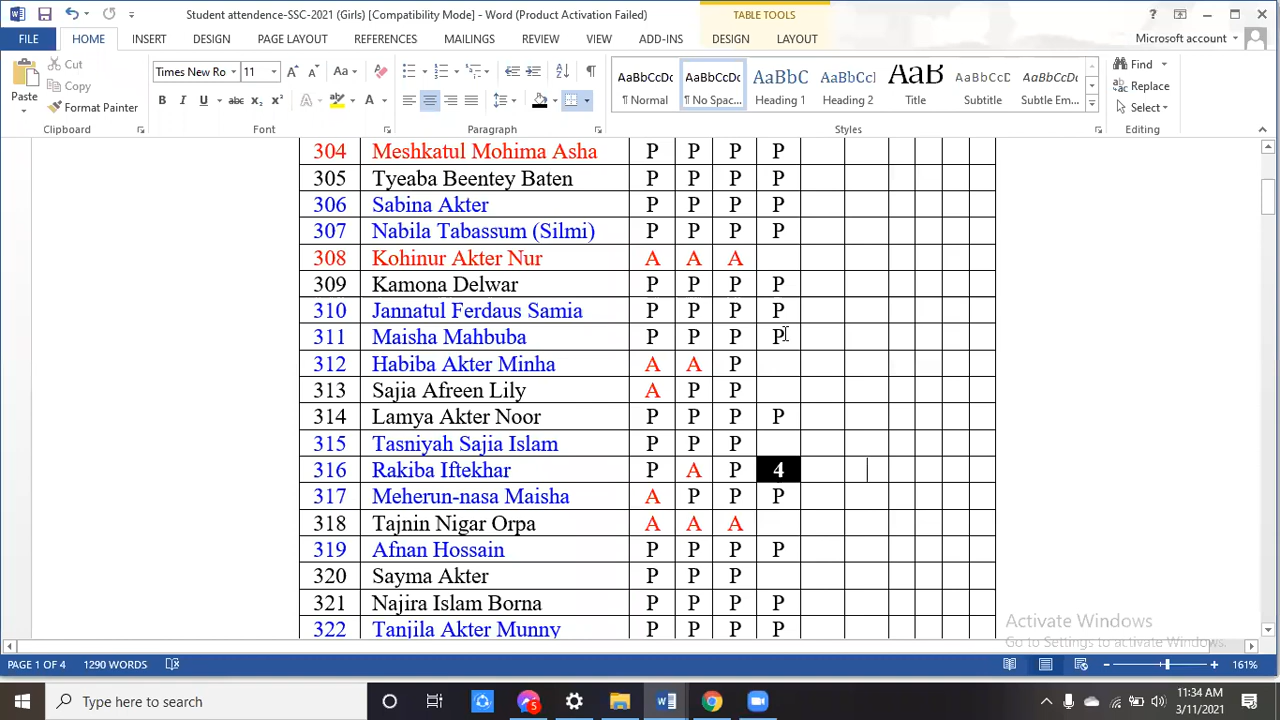 Student attendence-SSC-2021 (Girls) [Compatibility Mode] - Word (Product Activation Failed)
TABLE TOOLS
FILE HOME INSERT DESIGN PAGE LAYOUT REFERENCES MAILINGS REVIEW VIEW ADD-INS DESIGN LAYOUT Microsoft account
Paste
Cut
Copy
Format Painter
Clipboard
Times New Ro 11
Font
Paragraph
AaBbCcDc AaBbCcDc AaBbC AaBbCc AaB AaBbCcD AaBbCcDc
¶ Normal ¶ No Spac... Heading 1 Heading 2 Title Subtitle Subtle Em...
Styles
Find
Replace
Select
Editing
304 Meshkatul Mohima Asha P P P P
305 Tyeaba Beentey Baten P P P P
306 Sabina Akter P P P P
307 Nabila Tabassum (Silmi) P P P P
308 Kohinur Akter Nur A A A
309 Kamona Delwar P P P P
310 Jannatul Ferdaus Samia P P P P
311 Maisha Mahbuba P P P P
312 Habiba Akter Minha A A P
313 Sajia Afreen Lily A P P
314 Lamya Akter Noor P P P P
315 Tasniyah Sajia Islam P P P
316 Rakiba Iftekhar P A P 4
317 Meherun-nasa Maisha A P P P
318 Tajnin Nigar Orpa A A A
319 Afnan Hossain P P P P
320 Sayma Akter P P P
321 Najira Islam Borna P P P P
322 Tanjila Akter Munny P P P P
Activate Windows
Go to Settings to activate Windows.
PAGE 1 OF 4 1290 WORDS 161%
Type here to search
5
11:34 AM
3/11/2021